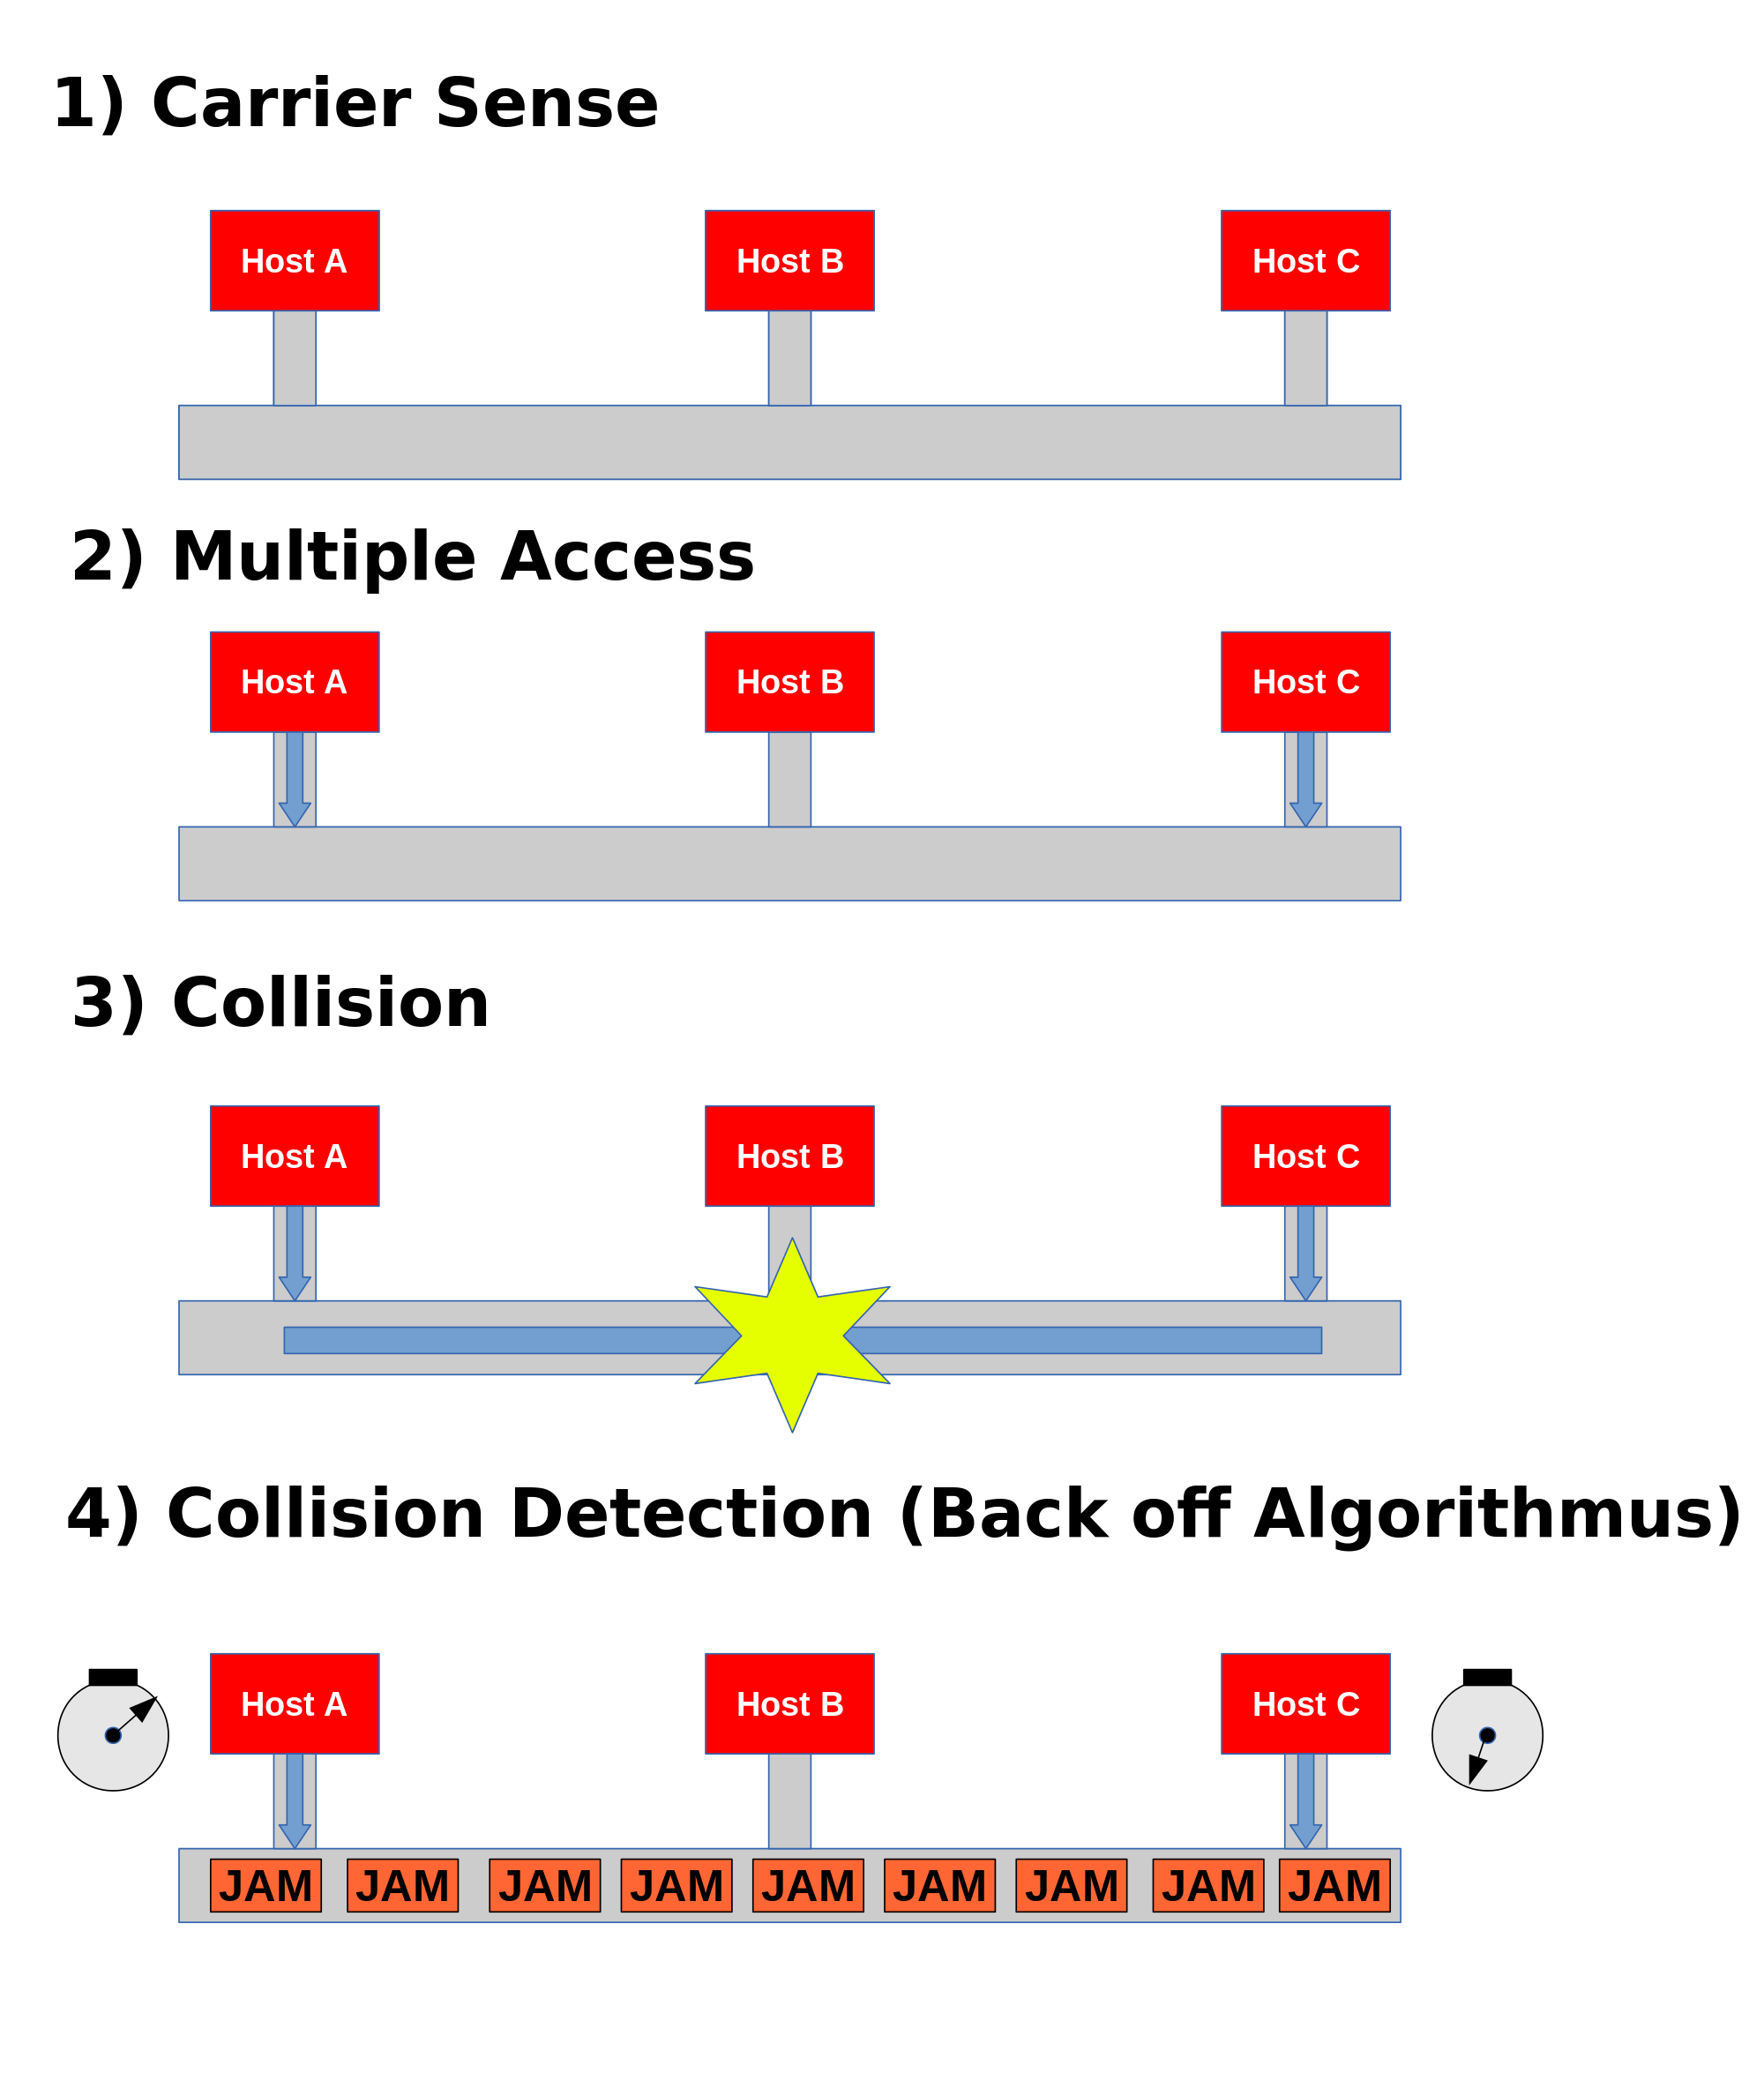 1) Carrier Sense
Host A Host B Host C
2) Multiple Access
Host A Host B Host C
3) Collision
Host A Host B Host C
4) Collision Detection (Back off Algorithmus)
Host A Host B Host C
JAM JAM JAM JAM JAM JAM JAM JAM JAM